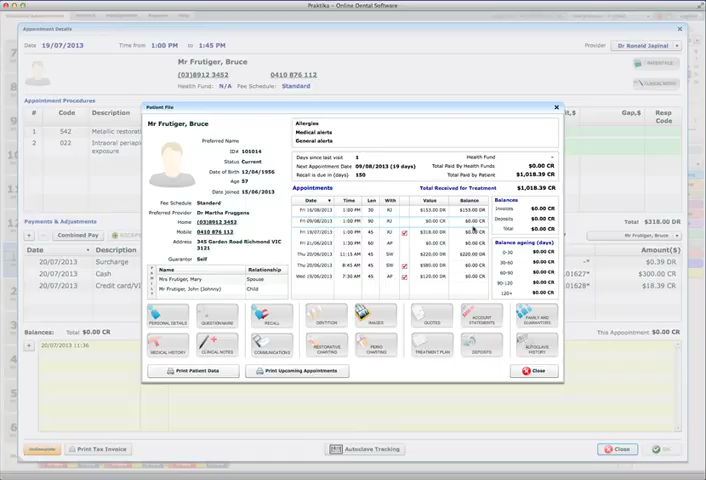 Praktika - Online Dental Software
Appointment Details
Date 19/07/2013 Time from 1:00 PM to 1:45 PM Provider Dr Ronald Japinal
Mr Frutiger, Bruce
(03)8912 3452 0410 876 112
Health Fund: N/A Fee Schedule: Standard
Appointment Procedures
# Code Description Gap,$ Resp Code
1 542 Metallic restorati
2 022 Intraoral periapic exposure
Payments & Adjustments Total $318.00 DR
Combined Pay Mr Frutiger, Bruce
Date Description Amount($)
20/07/2013 Surcharge -$0.39 DR
20/07/2013 Cash $300.00 CR
20/07/2013 Credit card/Vi $18.39 CR
Balances: Total $0.00 CR This Appointment $0.00 CR
20/07/2013 11:36
Print Tax Invoice Autoclave Tracking Close OK
Patient File
Mr Frutiger, Bruce
Preferred Name
ID# 101014
Status Current
Date of Birth 12/04/1956
Age 57
Date joined 15/06/2013
Fee Schedule Standard
Preferred Provider Dr Martha Fruggens
Home (03)8912 3452
Mobile 0410 876 112
Address 345 Garden Road Richmond VIC 3121
Guarantor Self
FAMILY
Name Relationship
Mrs Frutiger, Mary Spouse
Mr Frutiger, John (Johnny) Child
Allergies
Medical alerts
General alerts
Days since last visit 1 Health Fund -
Next Appointment Date 09/08/2013 (19 days) Total Paid By Health Funds $0.00 CR
Recall is due in (days) 150 Total Paid by Patient $1,018.39 CR
Appointments Total Received for Treatment $1,018.39 CR
Date Time Len With Value Balance
Fri 16/08/2013 1:00 PM 30 RJ $153.00 DR $153.00 DR
Fri 09/08/2013 1:00 PM 90 RJ $0.00 CR $0.00 CR
Fri 19/07/2013 1:00 PM 45 RJ $318.00 DR $0.00 CR
Fri 21/06/2013 1:30 PM 60 AP $0.00 CR $0.00 CR
Thu 20/06/2013 11:15 AM 45 SW $220.00 DR $220.00 DR
Thu 20/06/2013 8:45 AM 45 SW $580.00 DR $0.00 CR
Wed 19/06/2013 7:30 AM 45 AP $120.00 DR $0.00 CR
Balances
Invoices $0.00 CR
Deposits $0.00 CR
Total $0.00 CR
Balance ageing (days)
0-30 $0.00 CR
30-60 $0.00 CR
60-90 $0.00 CR
90-120 $0.00 CR
120+ $0.00 CR
PERSONAL DETAILS QUESTIONNAIRE RECALL DENTITION IMAGES QUOTES ACCOUNT STATEMENTS FAMILY AND GUARANTORS
MEDICAL HISTORY CLINICAL NOTES COMMUNICATIONS RESTORATIVE CHARTING PERIO CHARTING TREATMENT PLAN DEPOSITS AUTOCLAVE HISTORY
Print Patient Data Print Upcoming Appointments Close